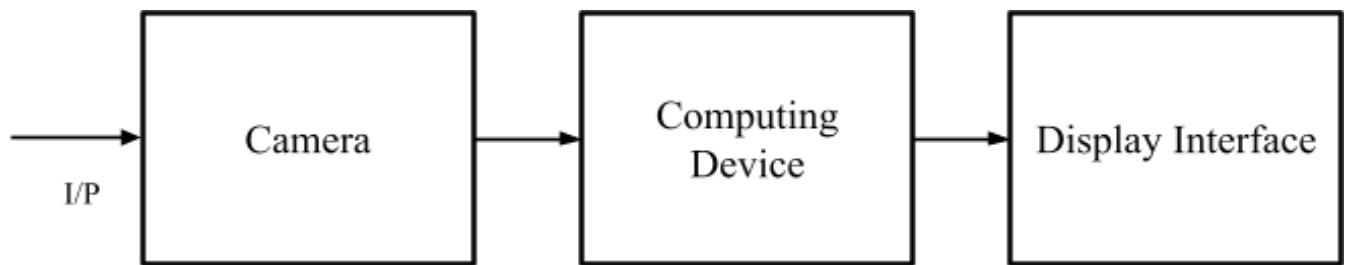 I/P
Camera
Computing
Device
Display Interface